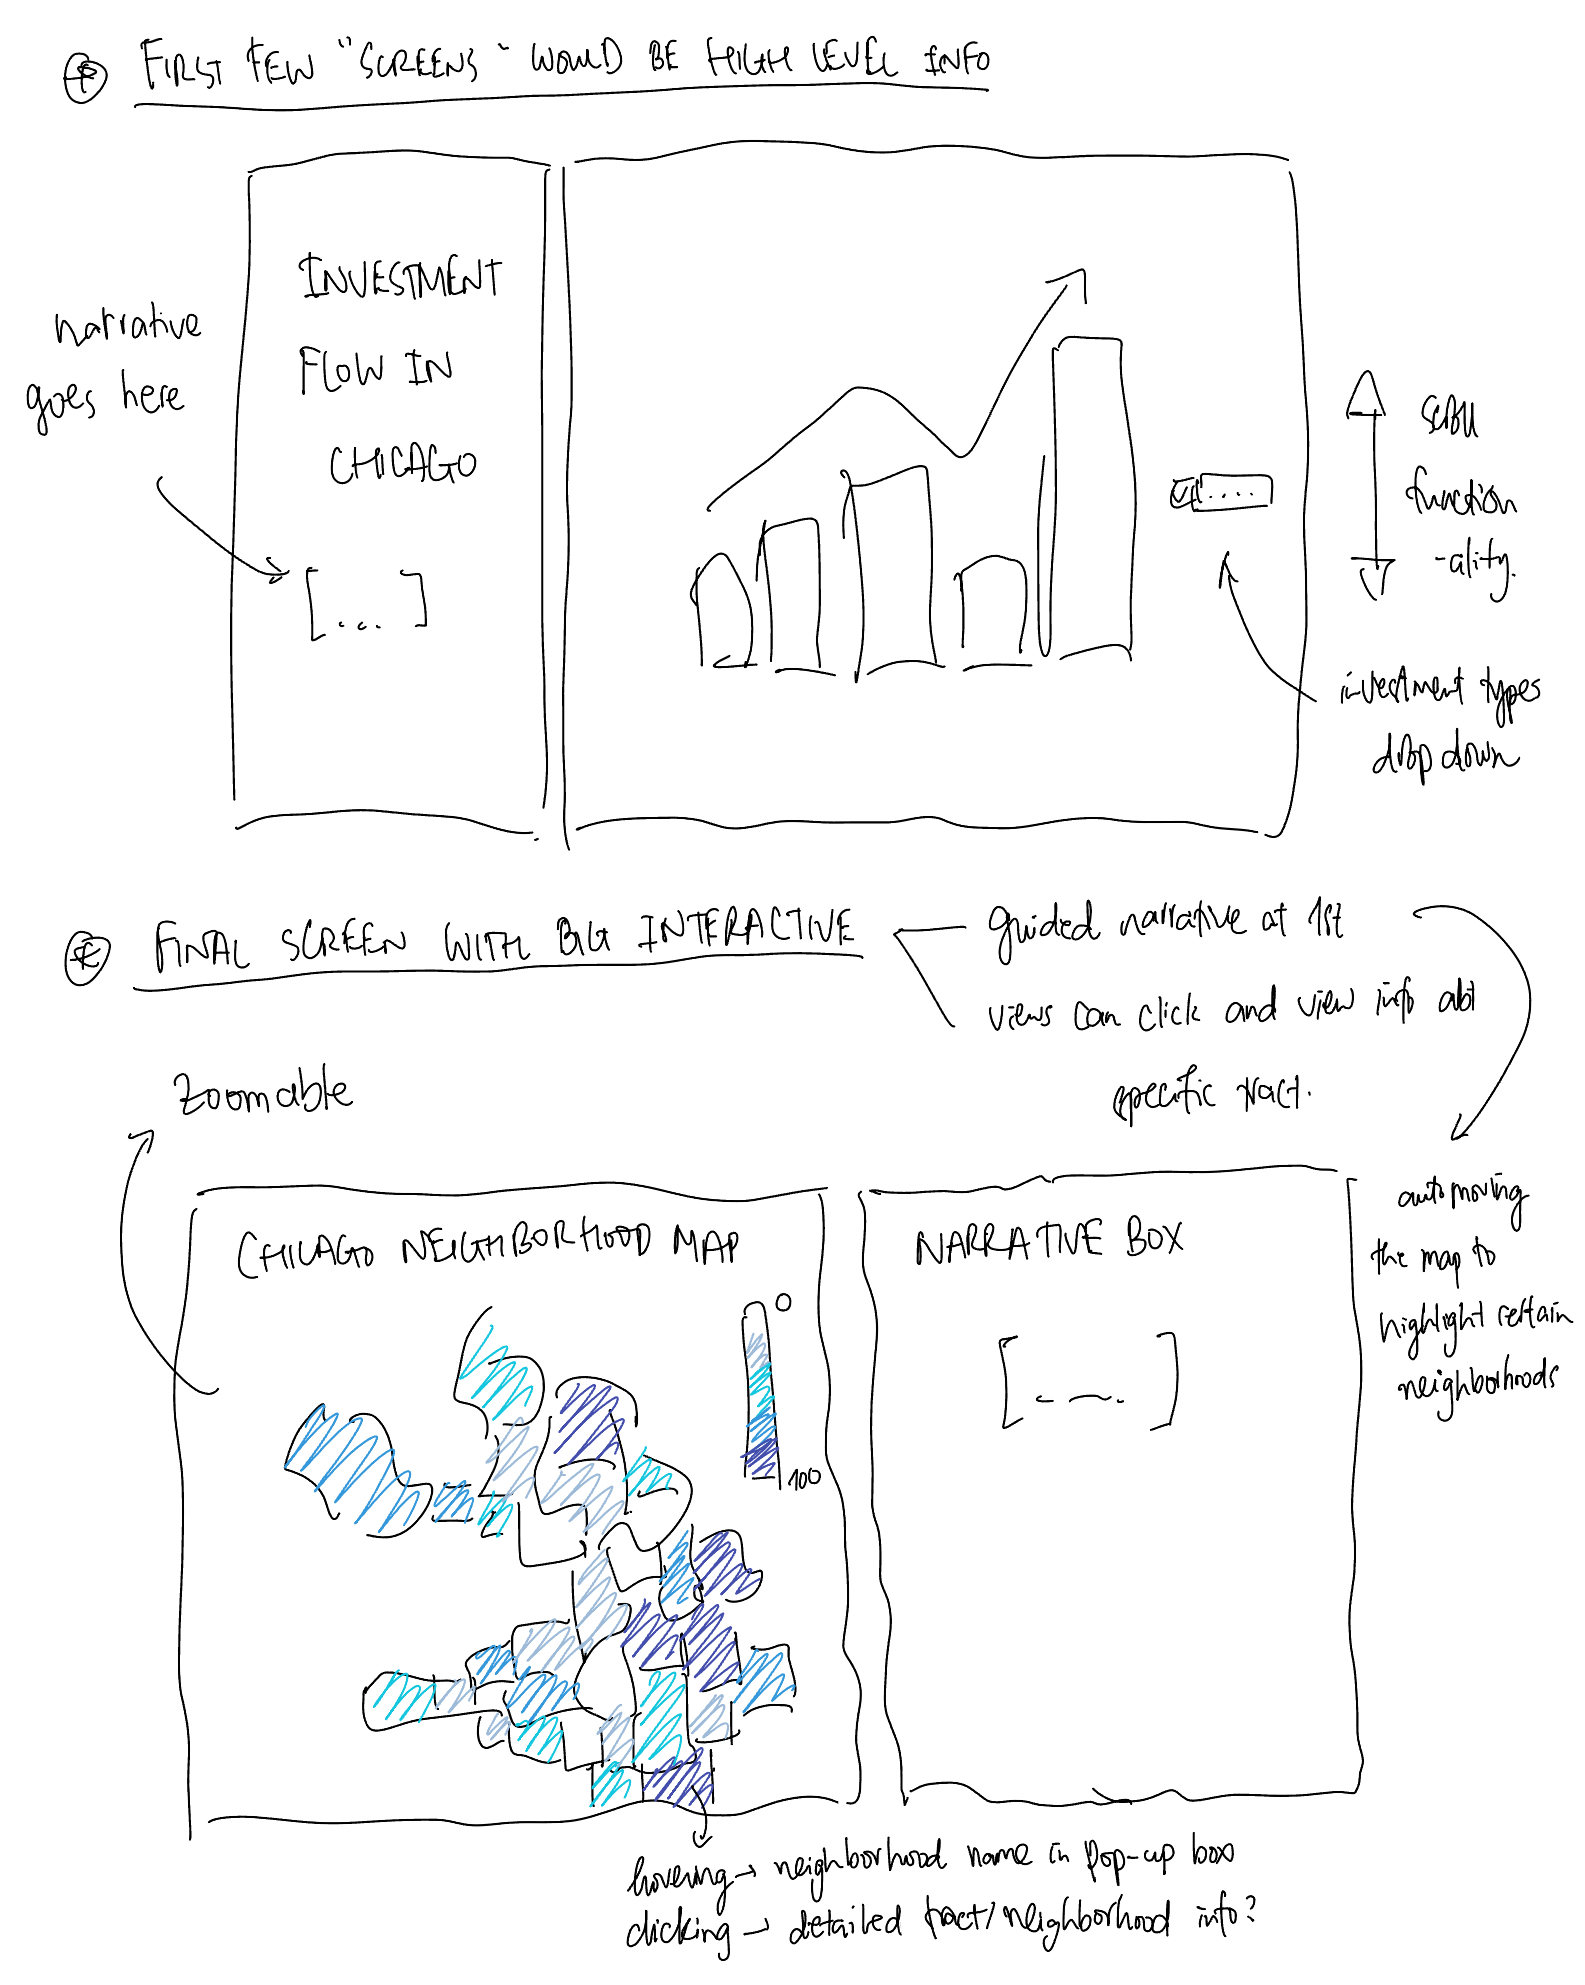 FIRST FEW "SCREENS" WOULD BE HIGH LEVEL INFO
narrative
goes here
INVESTMENT
FLOW IN
CHICAGO
[... ]
....
scroll
function
-ality.
investment types
drop down
FINAL SCREEN WITH BIG INTERACTIVE
guided narrative at 1st
views can click and view info abt
specific tract.
auto moving
the map to
highlight certain
neighborhoods
Zoomable
CHICAGO NEIGHBORHOOD MAP
0
100
NARRATIVE BOX
[ ... ]
hovering → neighborhood name in pop-up box
clicking → detailed tract/neighborhood info?